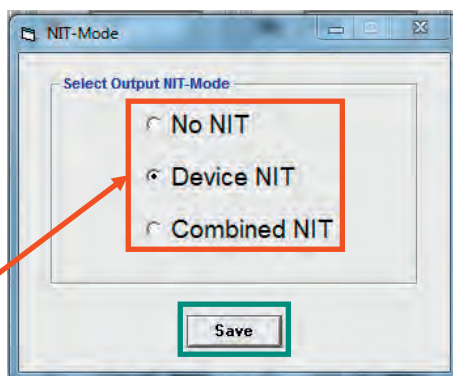 NIT-Mode
Select Output NIT-Mode
No NIT
Device NIT
Combined NIT
Save